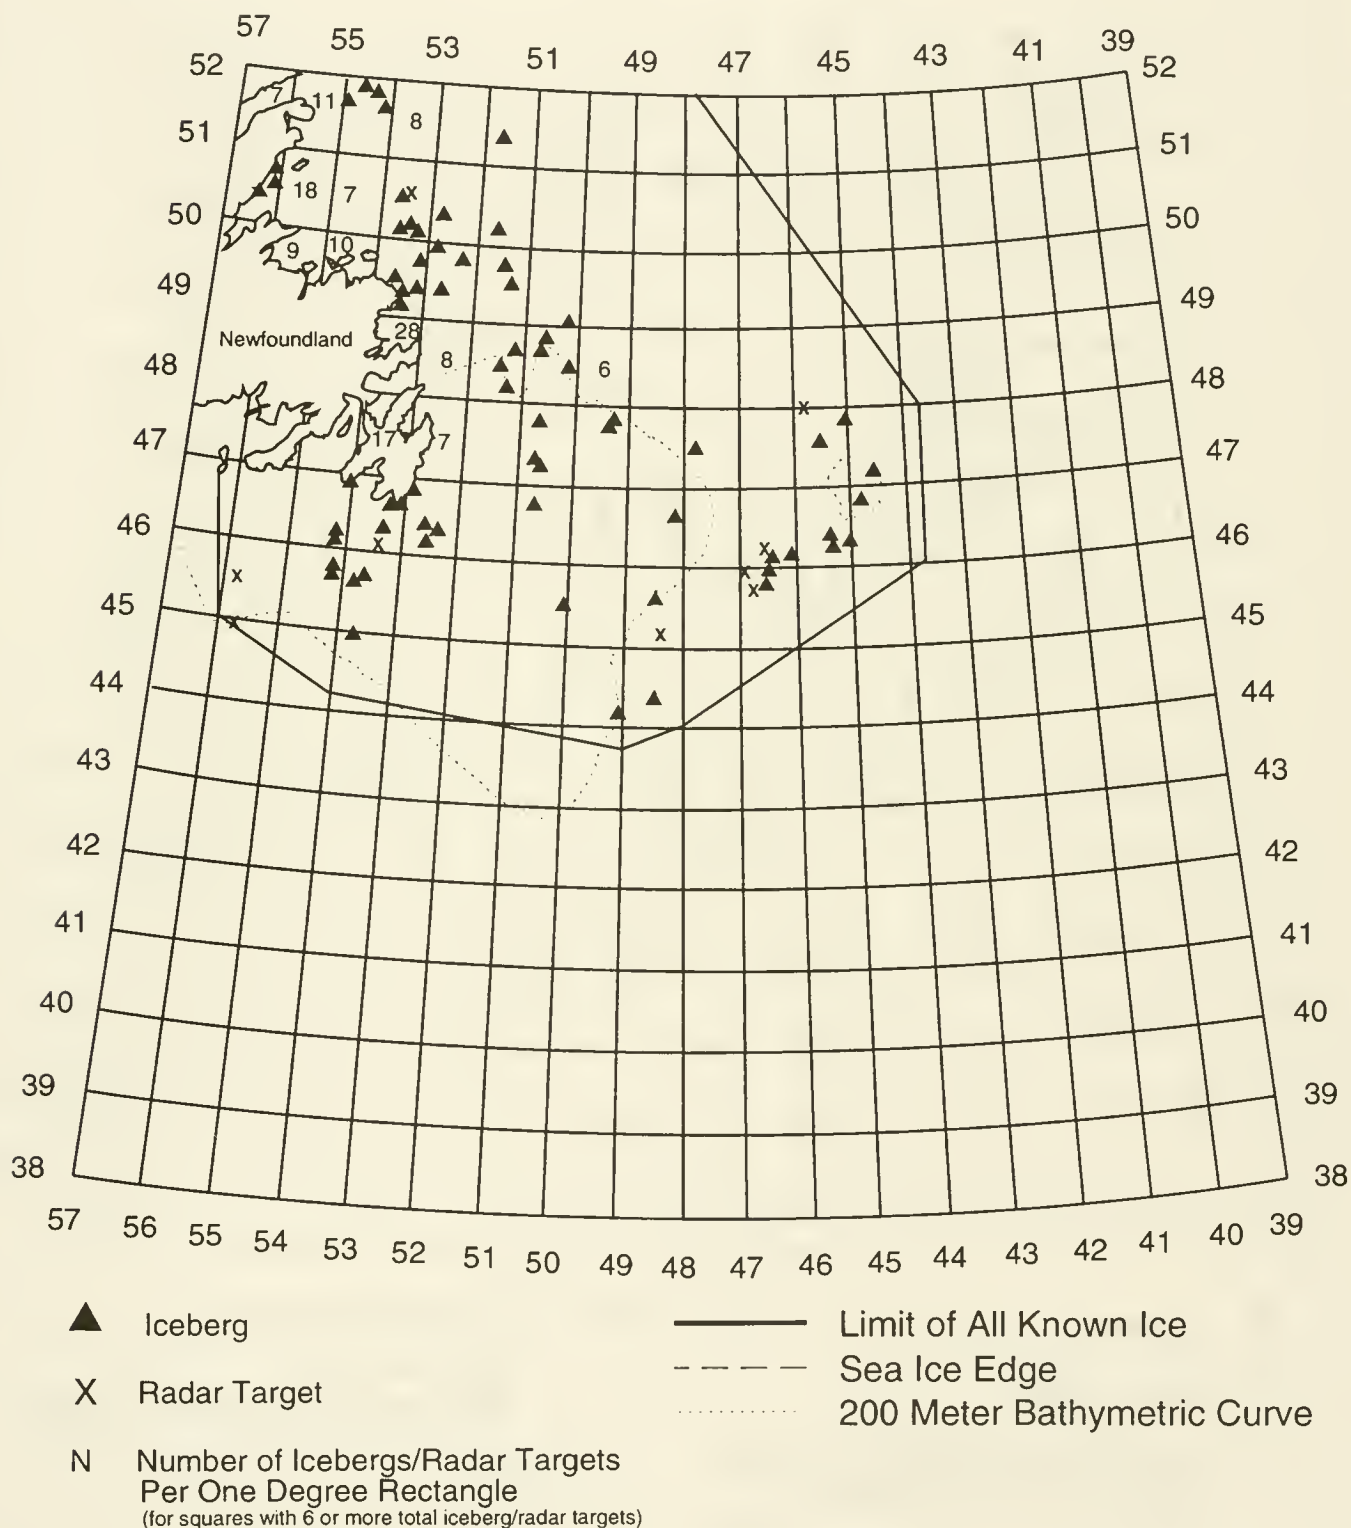 57 55 53 51 49 47 45 43 41 39
52 52
7 11 8
51 51
18 7 X
50 50
9 10
49 49
Newfoundland 28
48 8 6 48
X
47 17 7 47
46 X X 46
X X X
45 X 45
X X
44 44
43 43
42 42
41 41
40 40
39 39
38 38
57 56 55 54 53 52 51 50 49 48 47 46 45 44 43 42 41 40 39
Iceberg
X Radar Target
N Number of Icebergs/Radar Targets
Per One Degree Rectangle
(for squares with 6 or more total iceberg/radar targets)
Limit of All Known Ice
Sea Ice Edge
200 Meter Bathymetric Curve